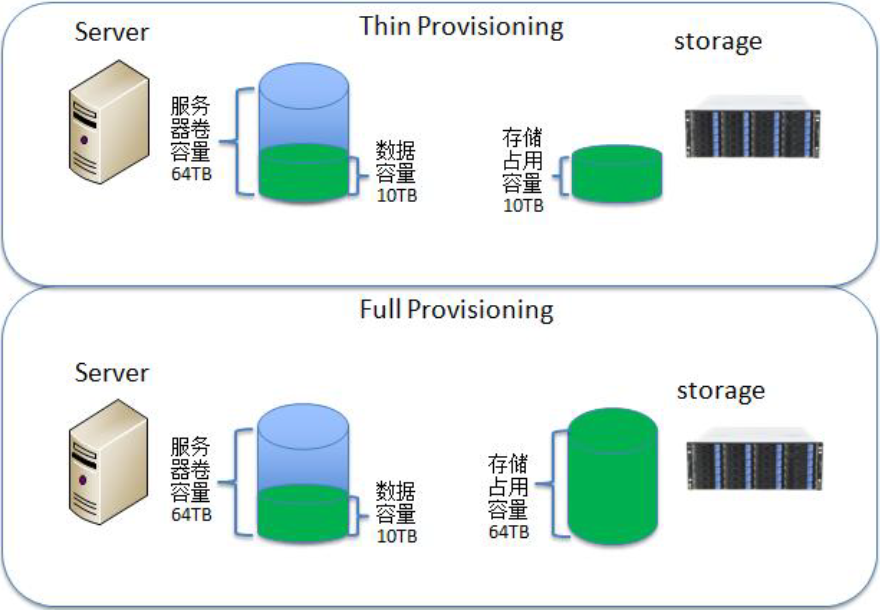 Thin Provisioning
Server
storage
服务
器卷
容量
64TB
数据
容量
10TB
存储
占用
容量
10TB
Full Provisioning
Server
storage
服务
器卷
容量
64TB
数据
容量
10TB
存储
占用
容量
64TB